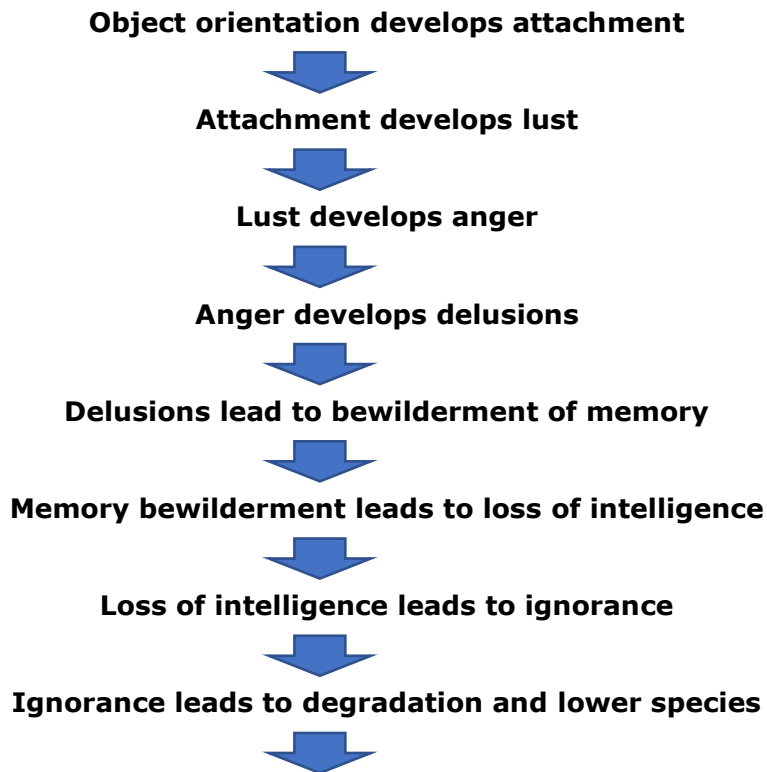 Object orientation develops attachment
Attachment develops lust
Lust develops anger
Anger develops delusions
Delusions lead to bewilderment of memory
Memory bewilderment leads to loss of intelligence
Loss of intelligence leads to ignorance
Ignorance leads to degradation and lower species